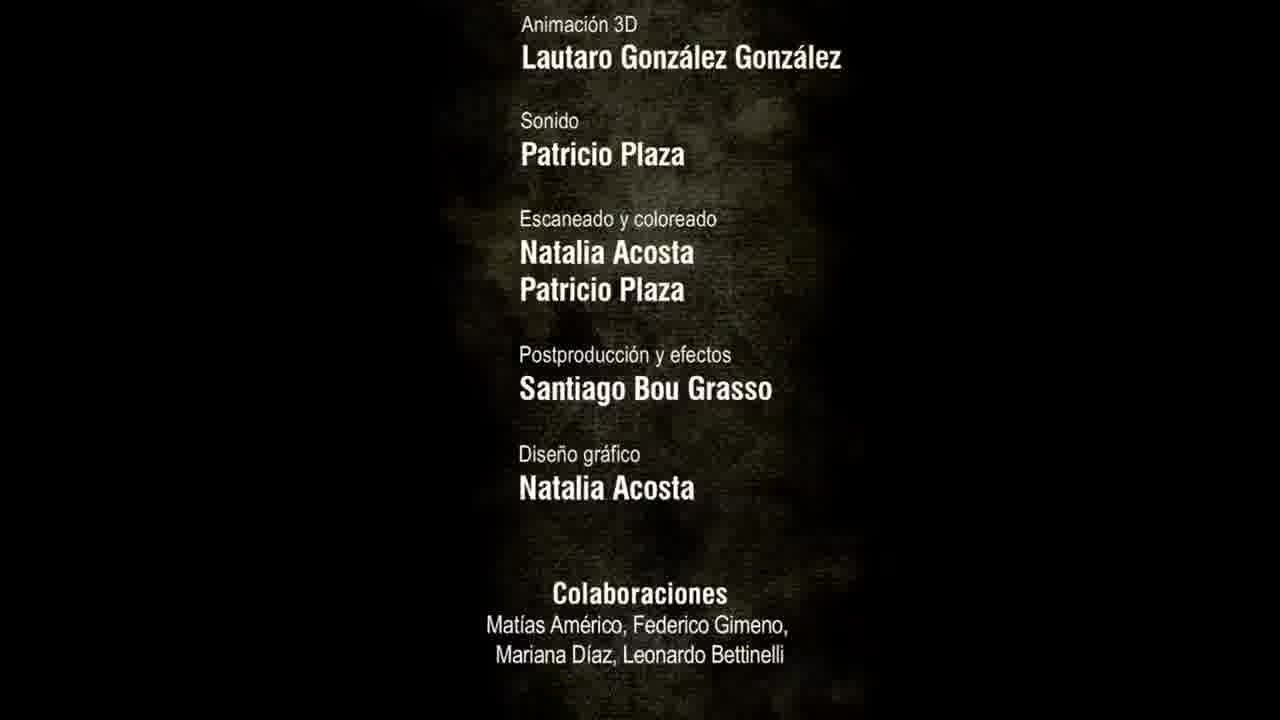 Animación 3D
Lautaro González González
Sonido
Patricio Plaza
Escaneado y coloreado
Natalia Acosta
Patricio Plaza
Postproducción y efectos
Santiago Bou Grasso
Diseño gráfico
Natalia Acosta
Colaboraciones
Matías Américo, Federico Gimeno,
Mariana Díaz, Leonardo Bettinelli